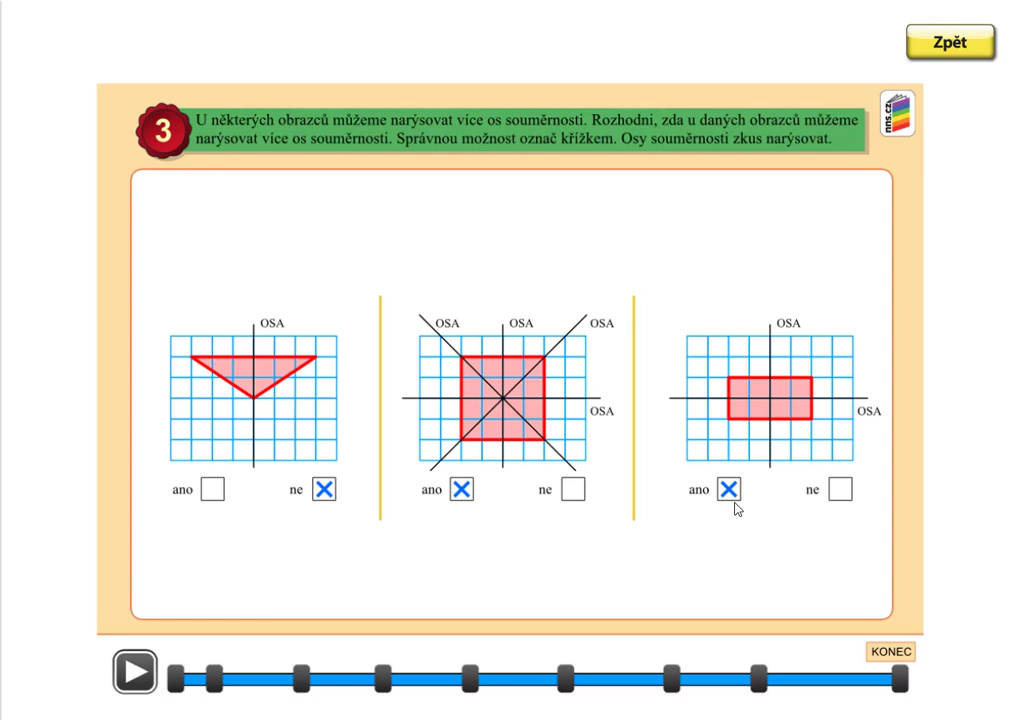 Zpět
3
U některých obrazců můžeme narýsovat více os souměrnosti. Rozhodni, zda u daných obrazců můžeme
narýsovat více os souměrnosti. Správnou možnost označ křížkem. Osy souměrnosti zkus narýsovat.
nns.cz
OSA
ano
ne
OSA
OSA
OSA
OSA
ano
ne
OSA
OSA
ano
ne
KONEC